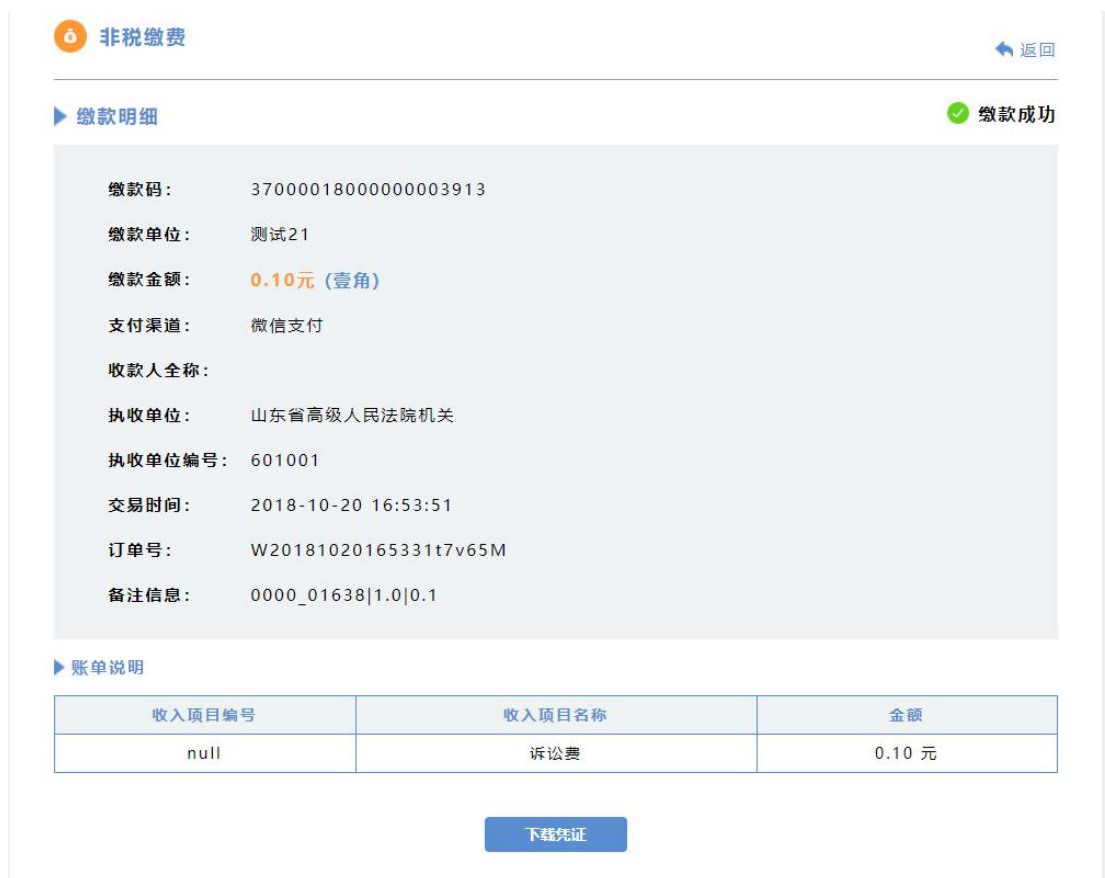 非税缴费
返回
缴款明细
缴款成功
缴款码： 37000018000000003913
缴款单位： 测试21
缴款金额： 0.10元 (壹角)
支付渠道： 微信支付
收款人全称：
执收单位： 山东省高级人民法院机关
执收单位编号： 601001
交易时间： 2018-10-20 16:53:51
订单号： W20181020165331t7v65M
备注信息： 0000_01638|1.0|0.1
账单说明
收入项目编号 收入项目名称 金额
null 诉讼费 0.10 元
下载凭证